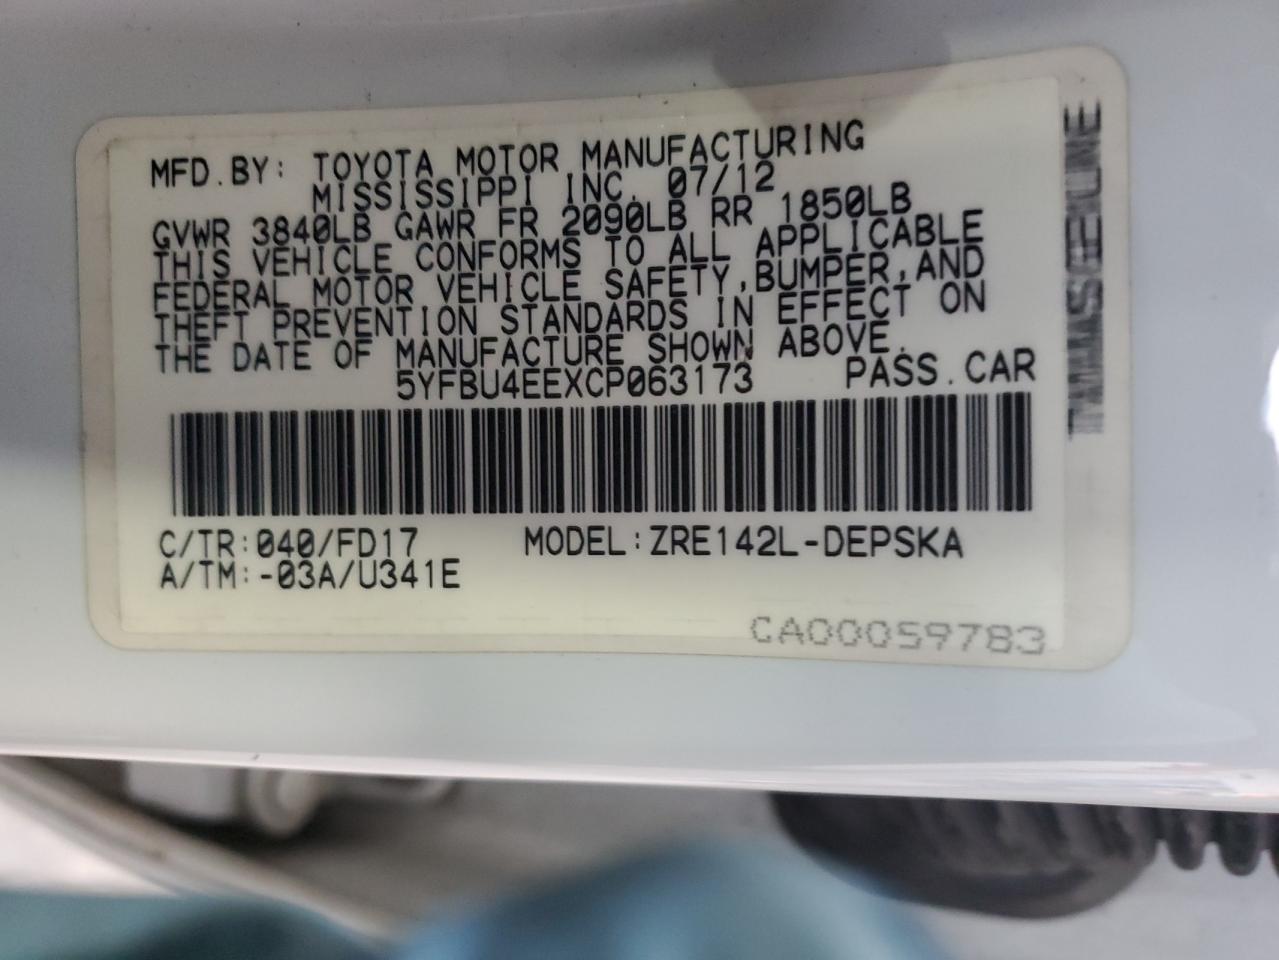 MFD.BY: TOYOTA MOTOR MANUFACTURING
MISSISSIPPI INC. 07/12
GVWR 3840LB GAWR FR 2090LB RR 1850LB
THIS VEHICLE CONFORMS TO ALL APPLICABLE
FEDERAL MOTOR VEHICLE SAFETY,BUMPER,AND
THEFT PREVENTION STANDARDS IN EFFECT ON
THE DATE OF MANUFACTURE SHOWN ABOVE.
5YFBU4EEXCP063173 PASS.CAR
C/TR:040/FD17 MODEL:ZRE142L-DEPSKA
A/TM:-03A/U341E
CA00059783